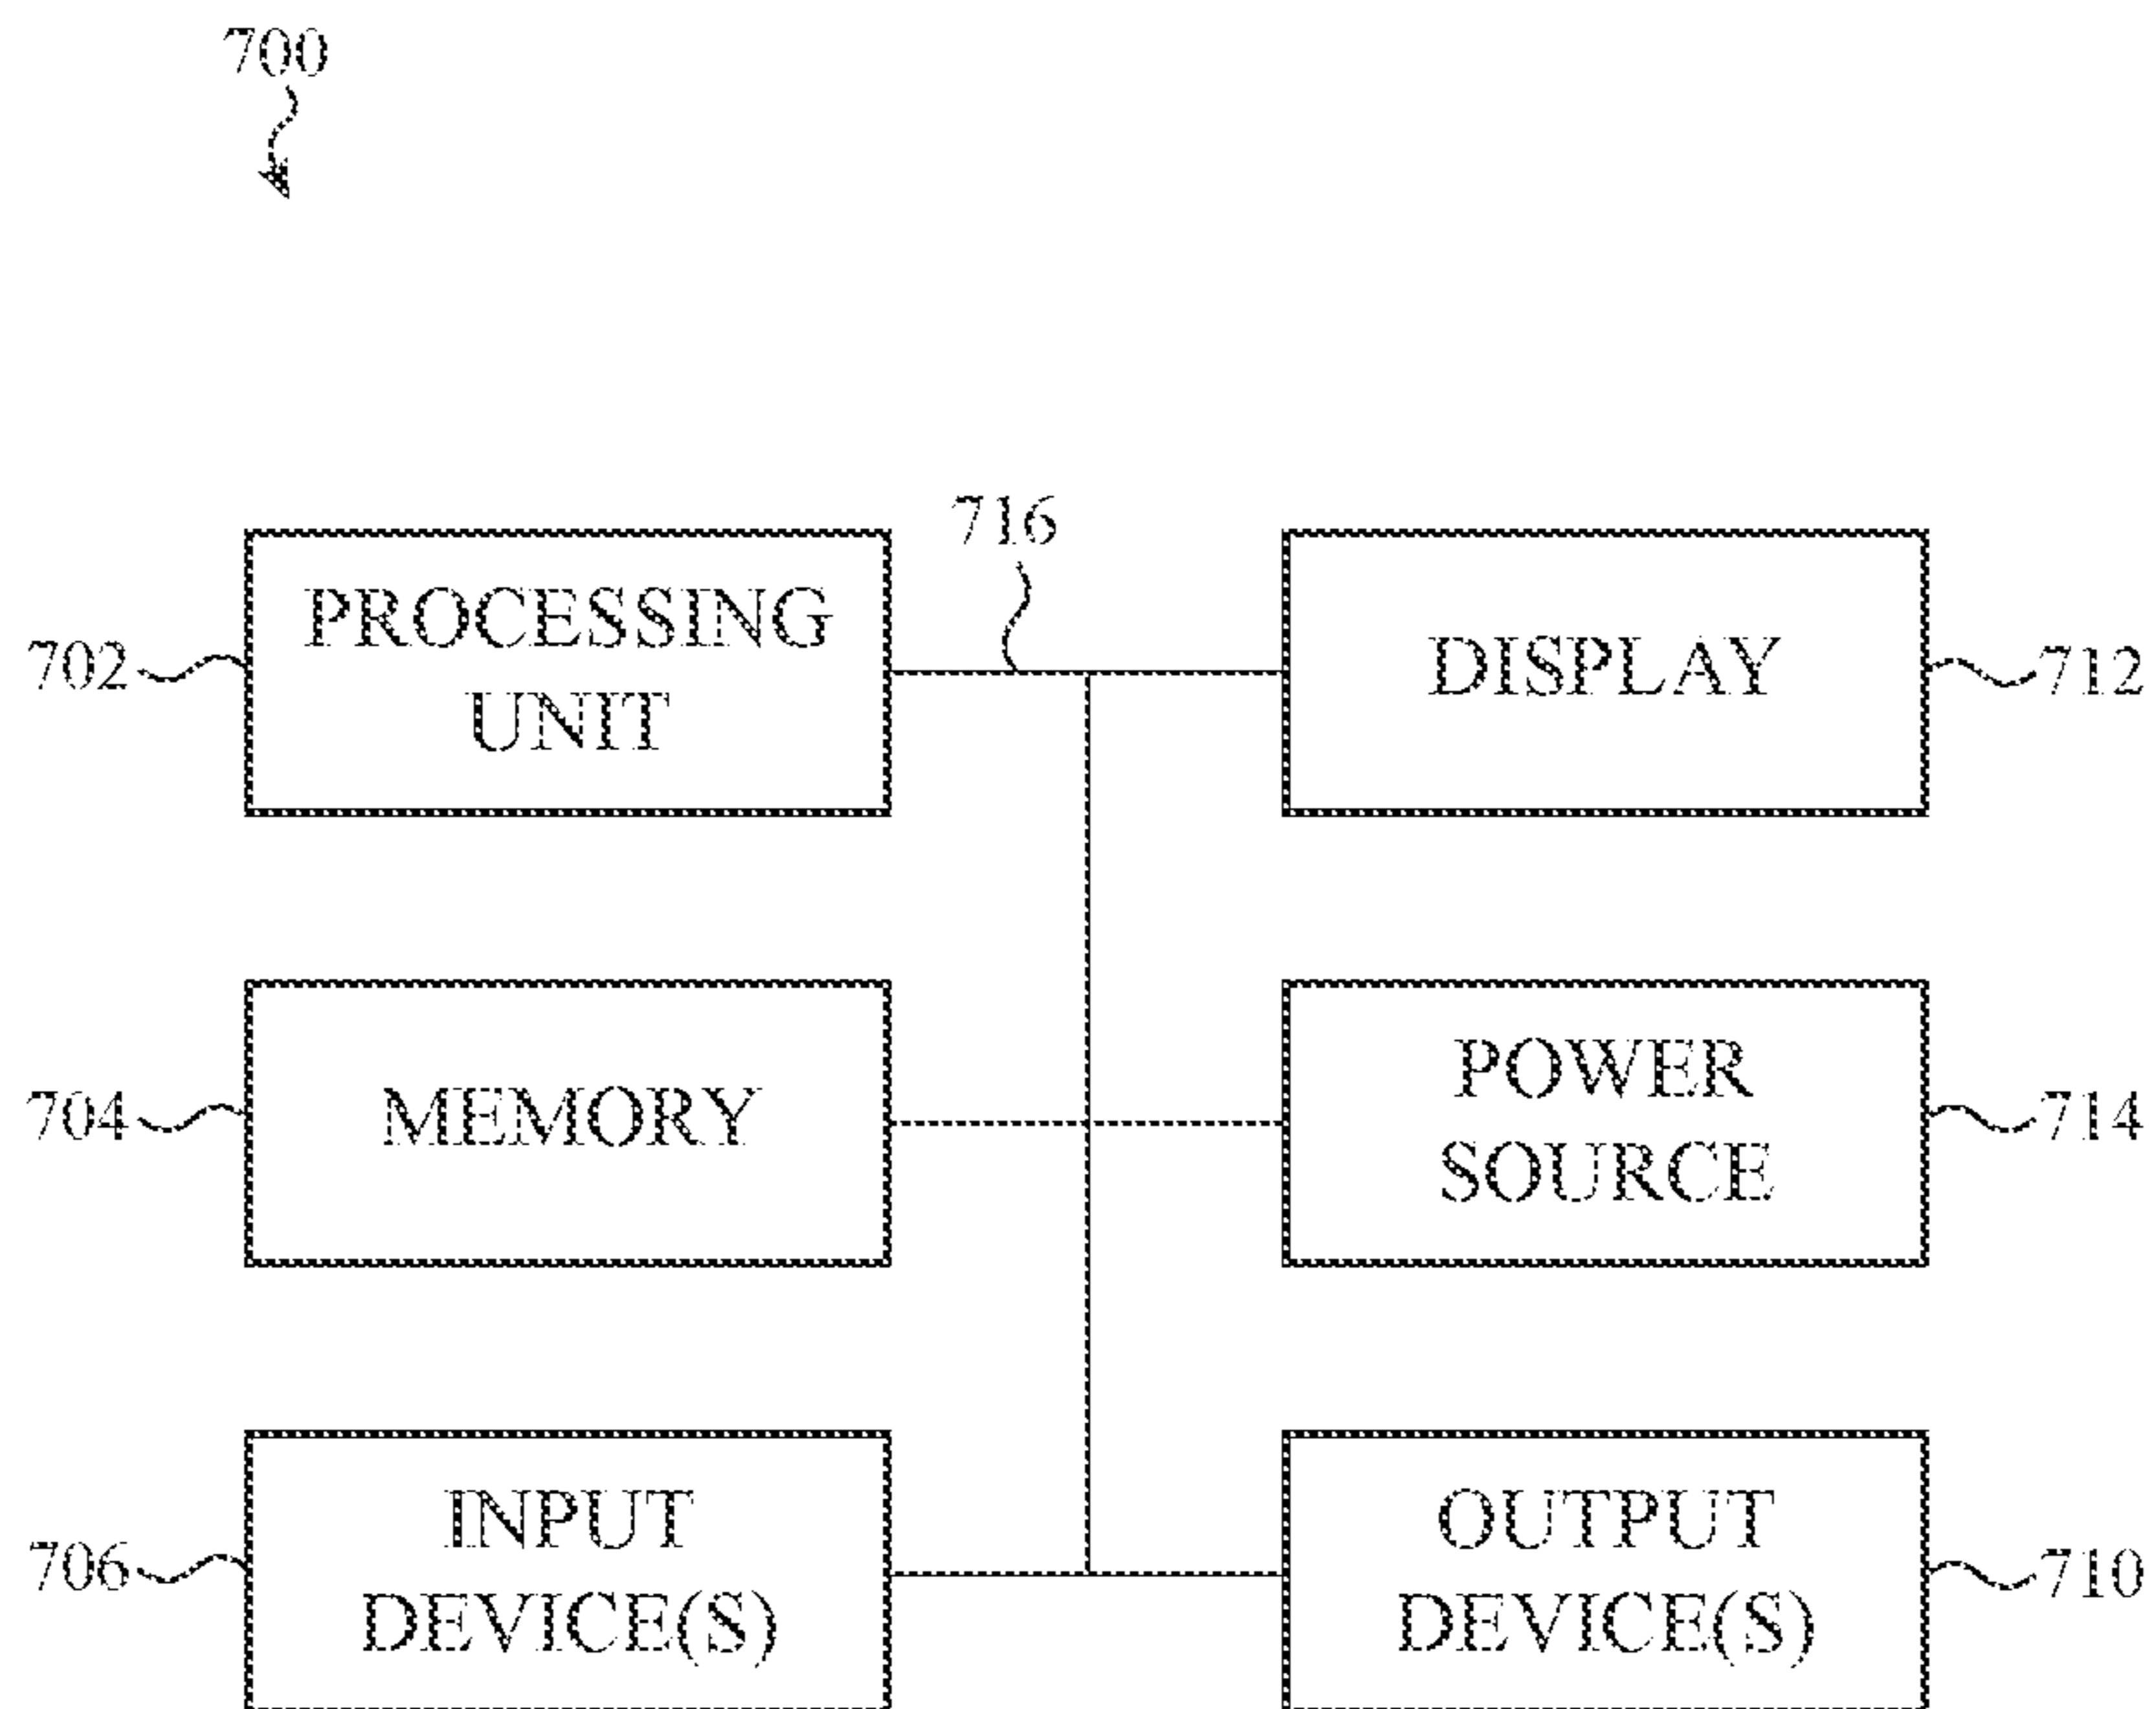 700
716
702
PROCESSING
UNIT
DISPLAY
712
704
MEMORY
POWER
SOURCE
714
706
INPUT
DEVICE(S)
OUTPUT
DEVICE(S)
710